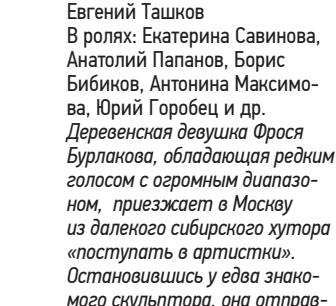 Евгений Ташков
В ролях: Екатерина Савинова,
Анатолий Папанов, Борис
Бибиков, Антонина Максимо-
ва, Юрий Горобец и др.
Деревенская девушка Фрося
Бурлакова, обладающая редким
голосом с огромным диапазо-
ном, приезжает в Москву
из далекого сибирского хутора
«поступать в артистки».
Остановившись у едва знако-
мого скульптора, она отправ-